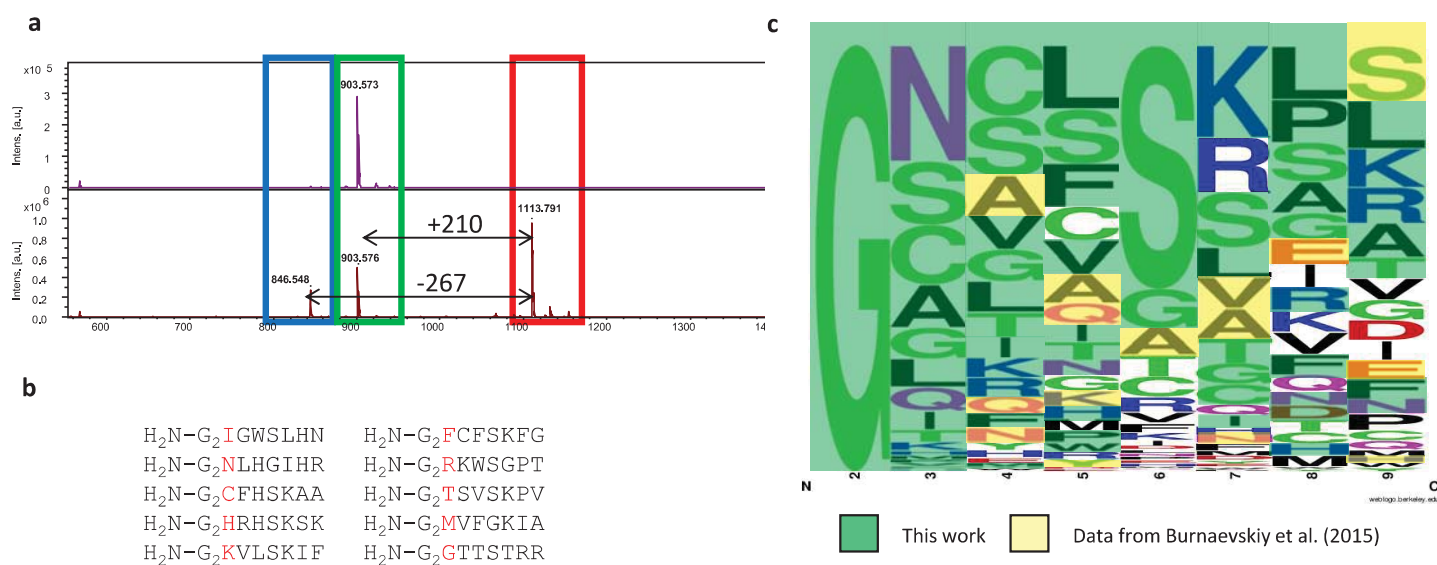 a
x10 5
Intens. [a.u.]
3
2
1
0
903.573
x10 6
Intens. [a.u.]
1.0
0.8
0.6
0.4
0.2
0.0
1113.791
+210
903.576
846.548
-267
600 700 800 900 1000 1100 1200 1300 14
b
H2N-G2IGWSLHN H2N-G2FCFSKFG
H2N-G2NLHGIHR H2N-G2RKWSGPT
H2N-G2CFHSKAA H2N-G2TSVSKPV
H2N-G2HRHSKSK H2N-G2MVFGKIA
H2N-G2KVLSKIF H2N-G2GTTSTRR
c
G N C L S K L S
S S S G R P L
C A F A S S K
A V C T L A R
G G V C V G A
L L A R A E T
Q T Q V T I V
I I I K G R G
K T C K D
R N Q V I
Q G N F E
N 2 3 4 5 6 7 8 9 C
weblogo.berkeley.edu
This work
Data from Burnaevskiy et al. (2015)